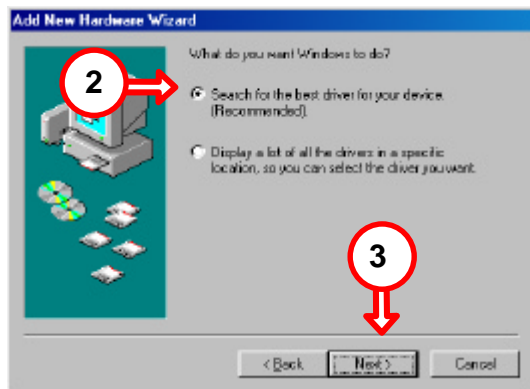 Add New Hardware Wizard
What do you want Windows to do?
2
Search for the best driver for your device.
(Recommended).
Display a list of all the drivers in a specific
location, so you can select the driver you want.
3
< Back
Next >
Cancel